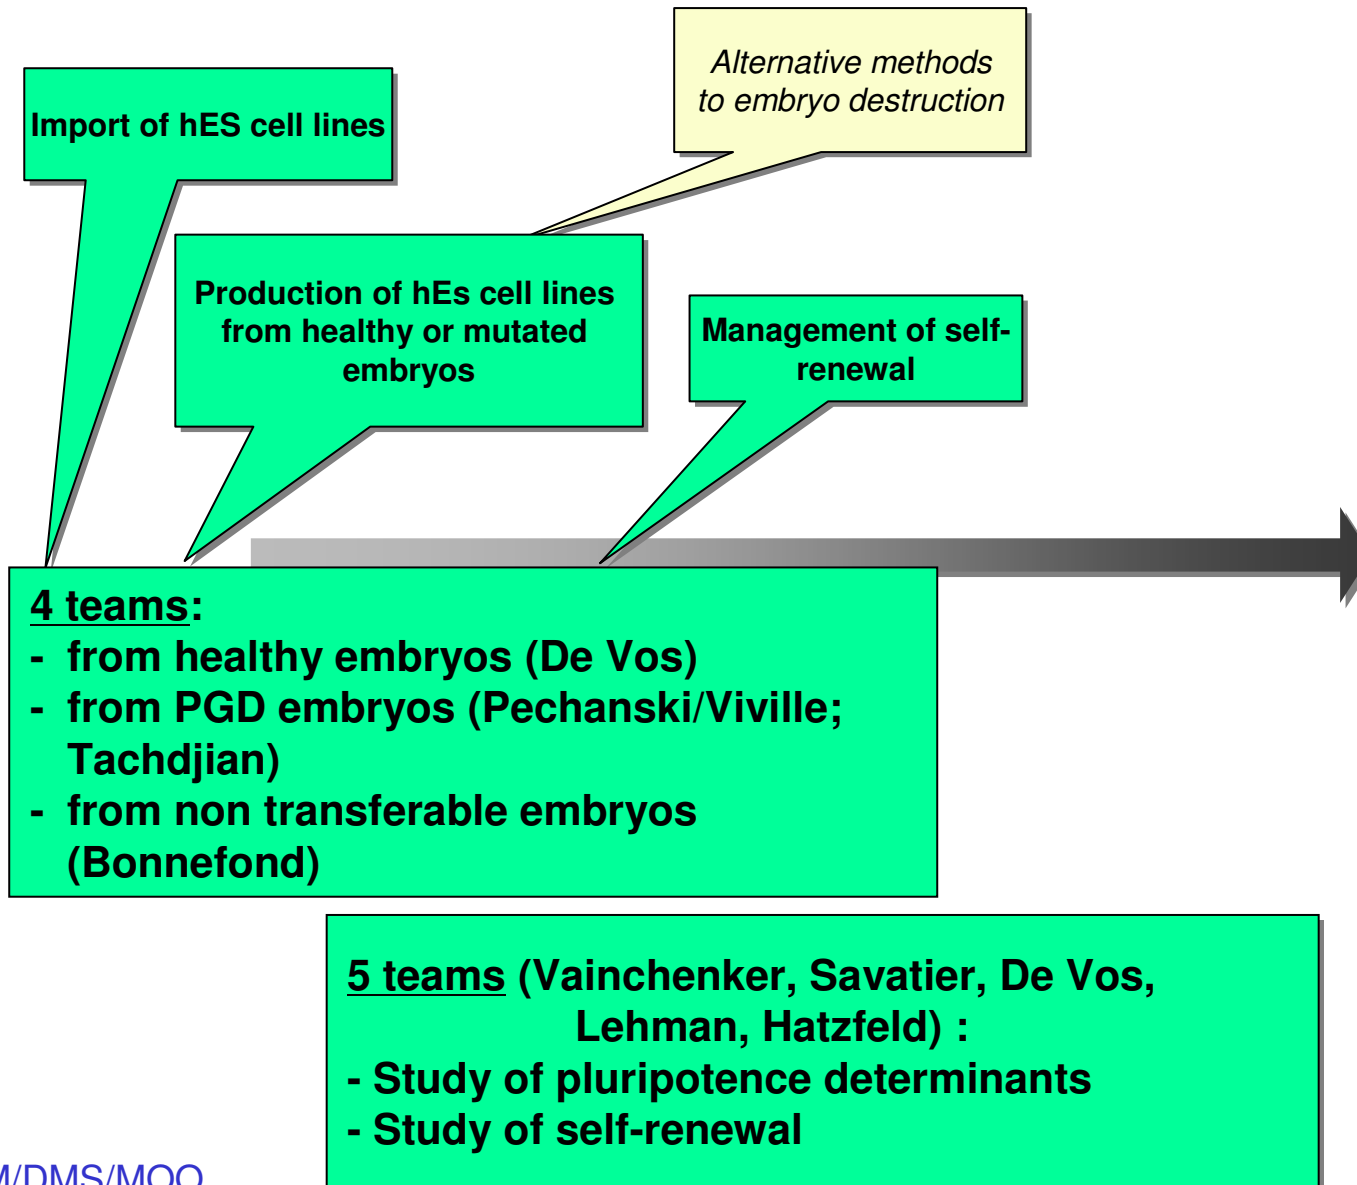 Alternative methods
to embryo destruction
Import of hES cell lines
Production of hEs cell lines
from healthy or mutated
embryos
Management of self-
renewal
4 teams:
- from healthy embryos (De Vos)
- from PGD embryos (Pechanski/Viville;
Tachdjian)
- from non transferable embryos
(Bonnefond)
5 teams (Vainchenker, Savatier, De Vos,
Lehman, Hatzfeld) :
- Study of pluripotence determinants
- Study of self-renewal
M/DMS/MOO